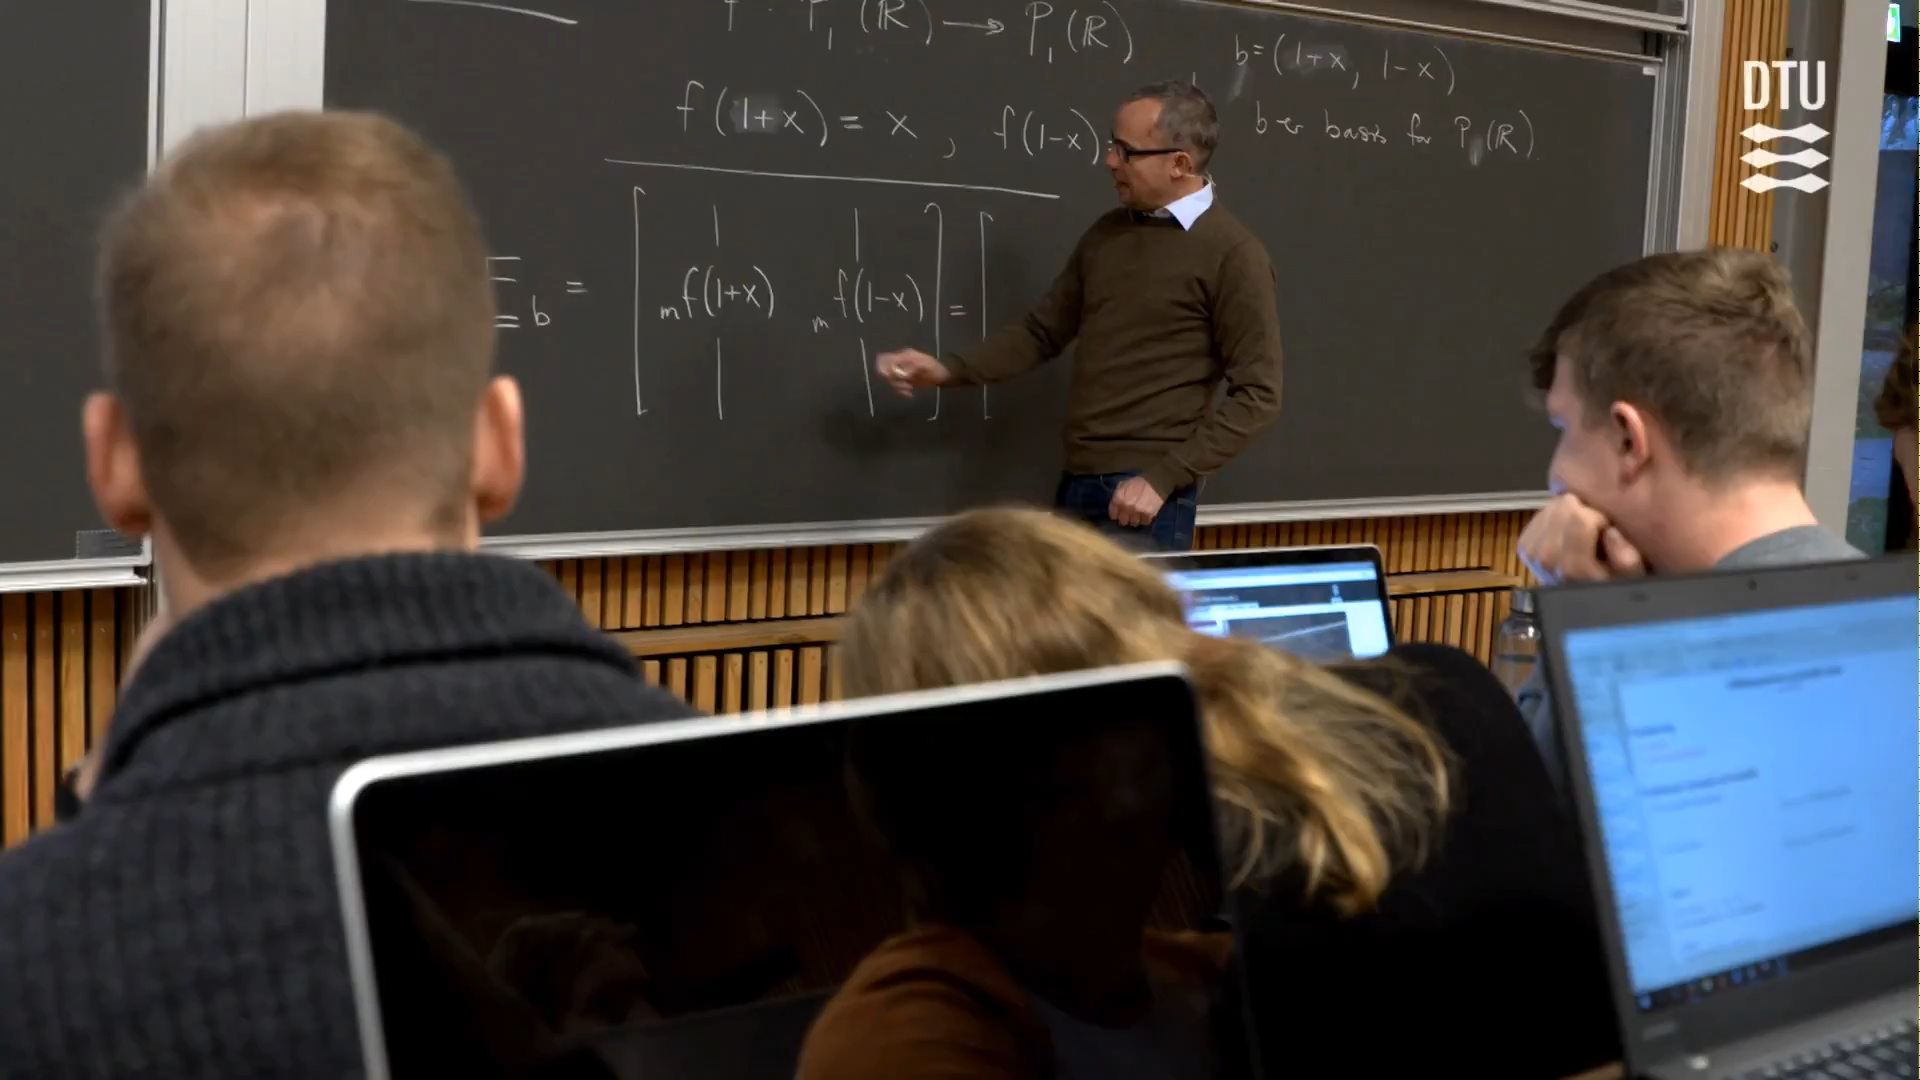 P₁(ℝ) → P₁(ℝ)
b=(1+x, 1-x)
f(1+x) = x, f(1-x)
b er basis for P₁(ℝ).
b = [ mf(1+x) mf(1-x) ] = [
DTU